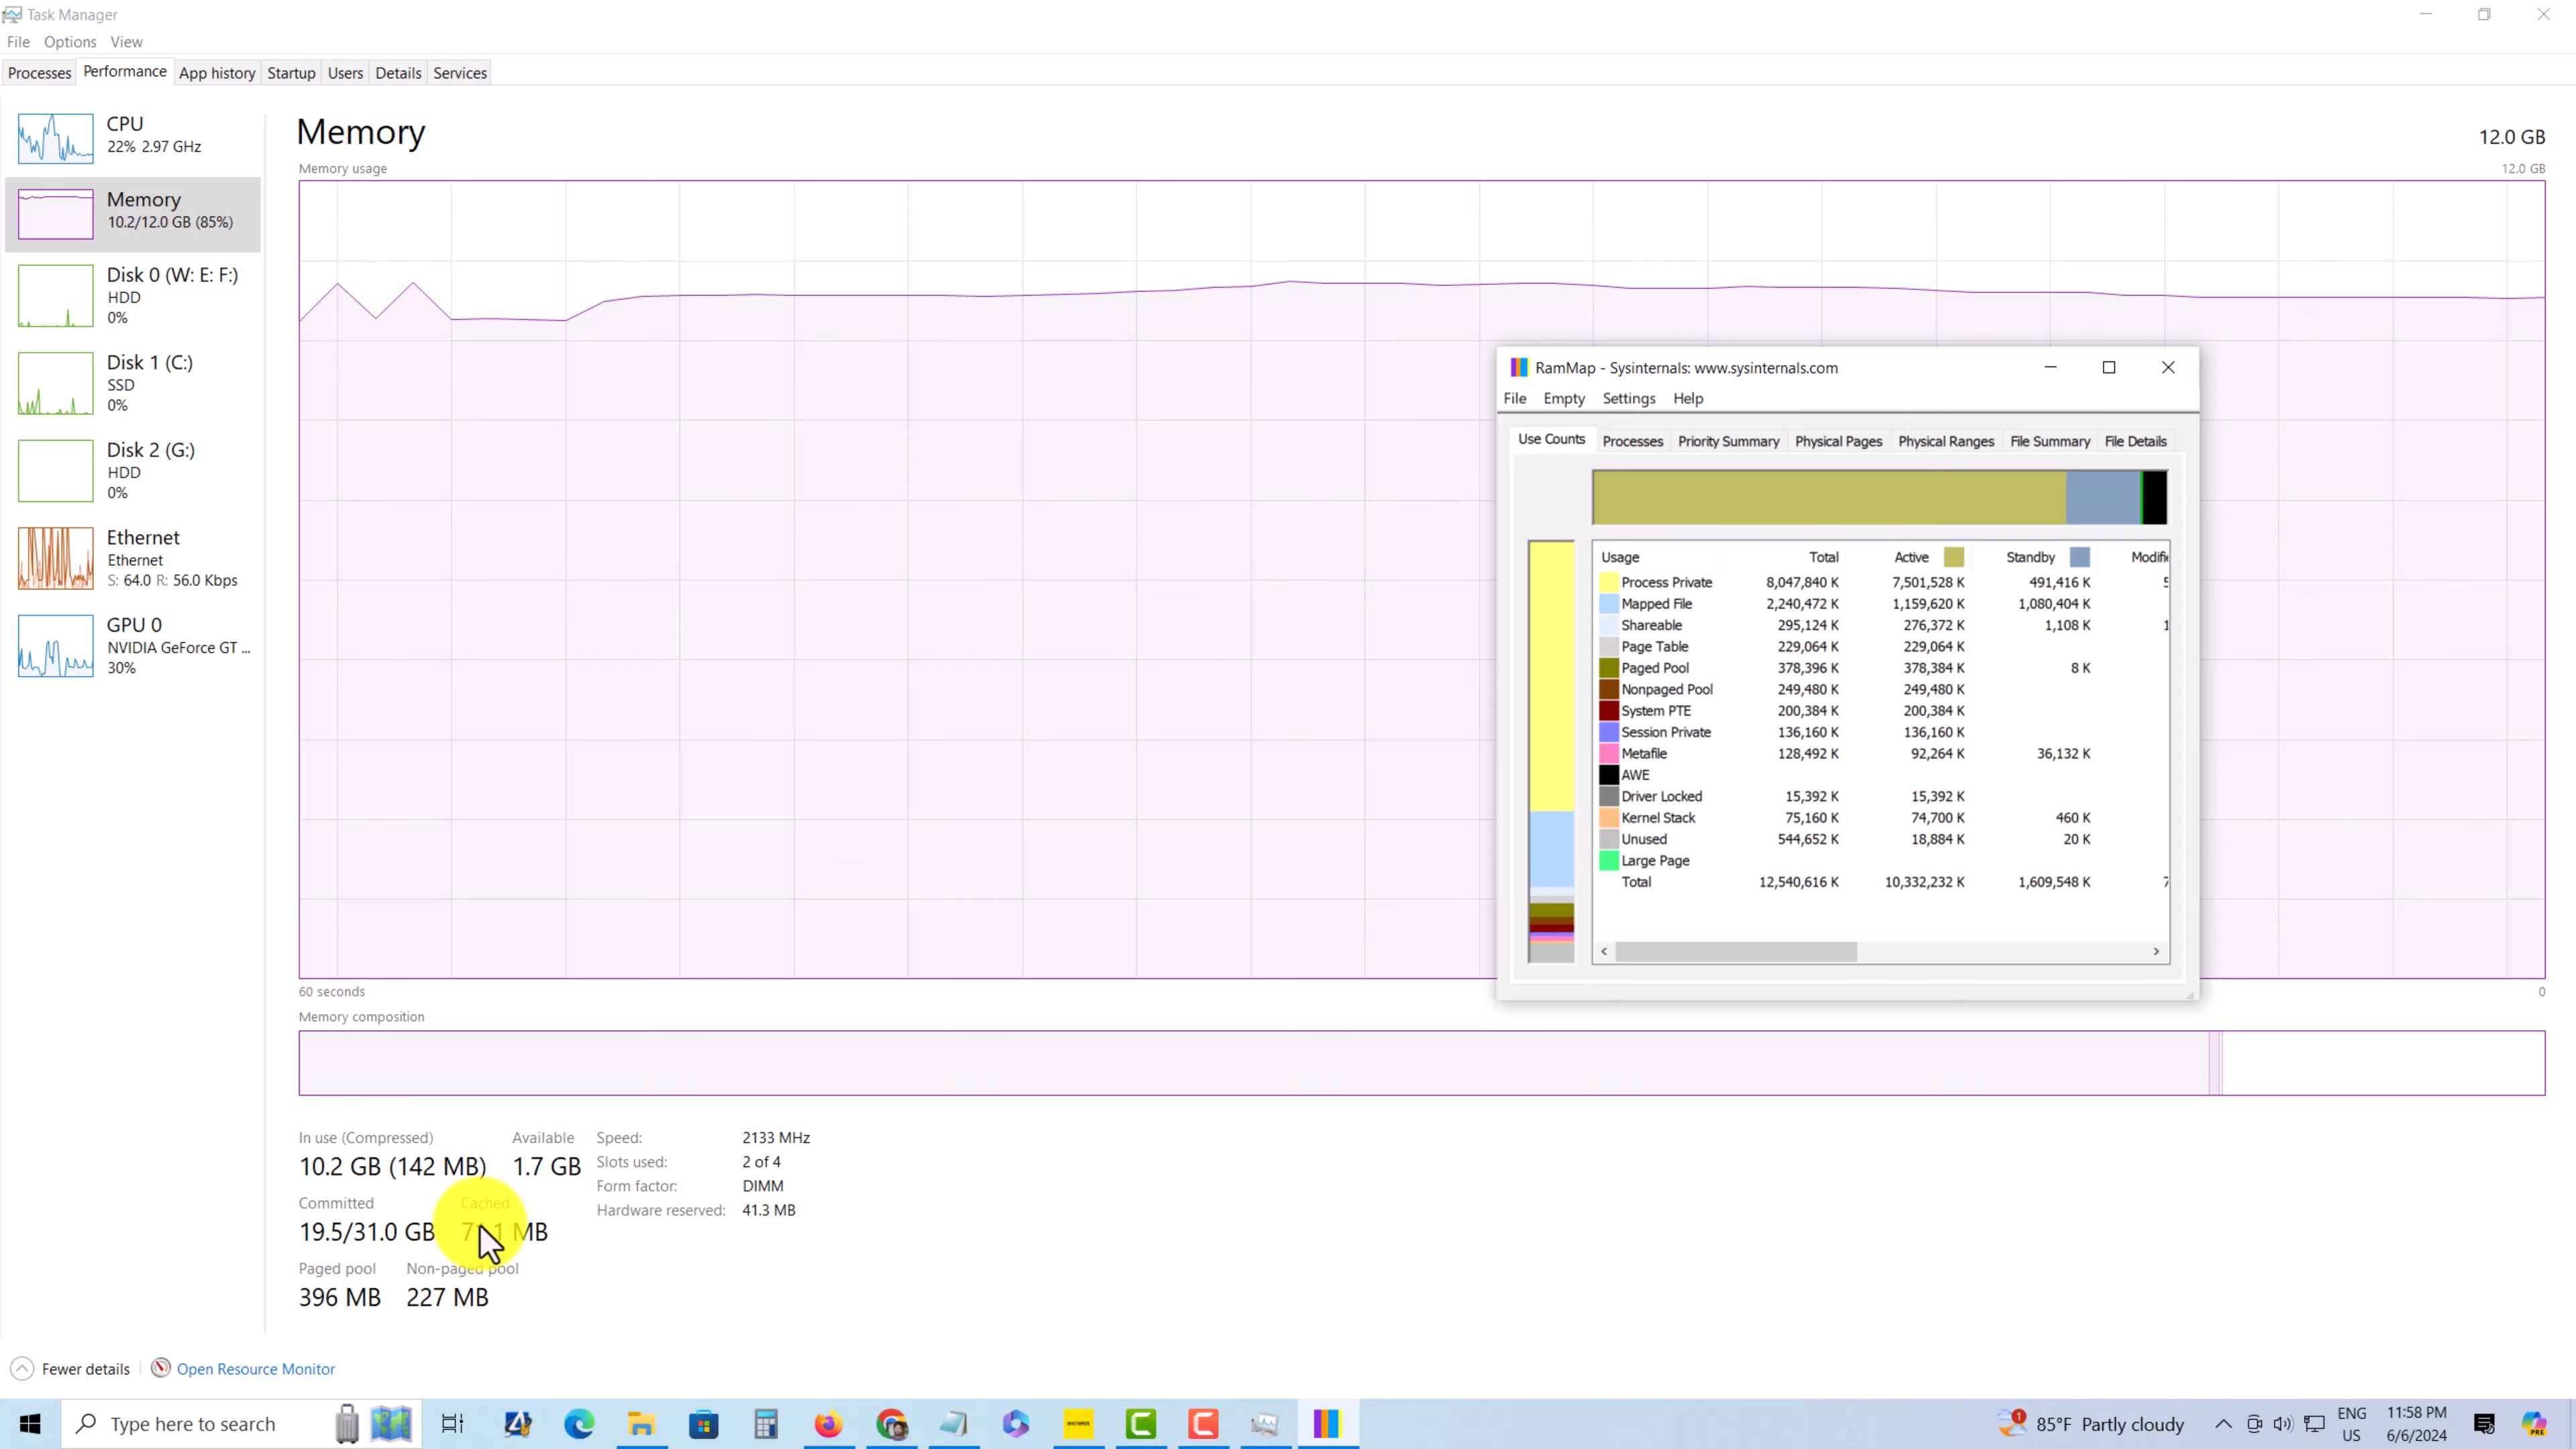 Task Manager
File Options View
Processes Performance App history Startup Users Details Services
CPU
22% 2.97 GHz
Memory
10.2/12.0 GB (85%)
Disk 0 (W: E: F:)
HDD
0%
Disk 1 (C:)
SSD
0%
Disk 2 (G:)
HDD
0%
Ethernet
Ethernet
S: 64.0 R: 56.0 Kbps
GPU 0
NVIDIA GeForce GT ...
30%
Memory 12.0 GB
Memory usage 12.0 GB
RamMap - Sysinternals: www.sysinternals.com
File Empty Settings Help
Use Counts Processes Priority Summary Physical Pages Physical Ranges File Summary File Details
Usage Total Active Standby
Process Private 8,047,840 K 7,501,528 K 491,416 K
Mapped File 2,240,472 K 1,159,620 K 1,080,404 K
Shareable 295,124 K 276,372 K 1,108 K
Page Table 229,064 K 229,064 K
Paged Pool 378,396 K 378,384 K 8 K
Nonpaged Pool 249,480 K 249,480 K
System PTE 200,384 K 200,384 K
Session Private 136,160 K 136,160 K
Metafile 128,492 K 92,264 K 36,132 K
AWE
Driver Locked 15,392 K 15,392 K
Kernel Stack 75,160 K 74,700 K 460 K
Unused 544,652 K 18,884 K 20 K
Large Page
Total 12,540,616 K 10,332,232 K 1,609,548 K
60 seconds 0
Memory composition
In use (Compressed) Available
10.2 GB (142 MB) 1.7 GB
Committed Cached
19.5/31.0 GB MB
Paged pool Non-paged pool
396 MB 227 MB
Speed: 2133 MHz
Slots used: 2 of 4
Form factor: DIMM
Hardware reserved: 41.3 MB
Fewer details Open Resource Monitor
Type here to search
1
85°F Partly cloudy
ENG
US
11:58 PM
6/6/2024
PRE